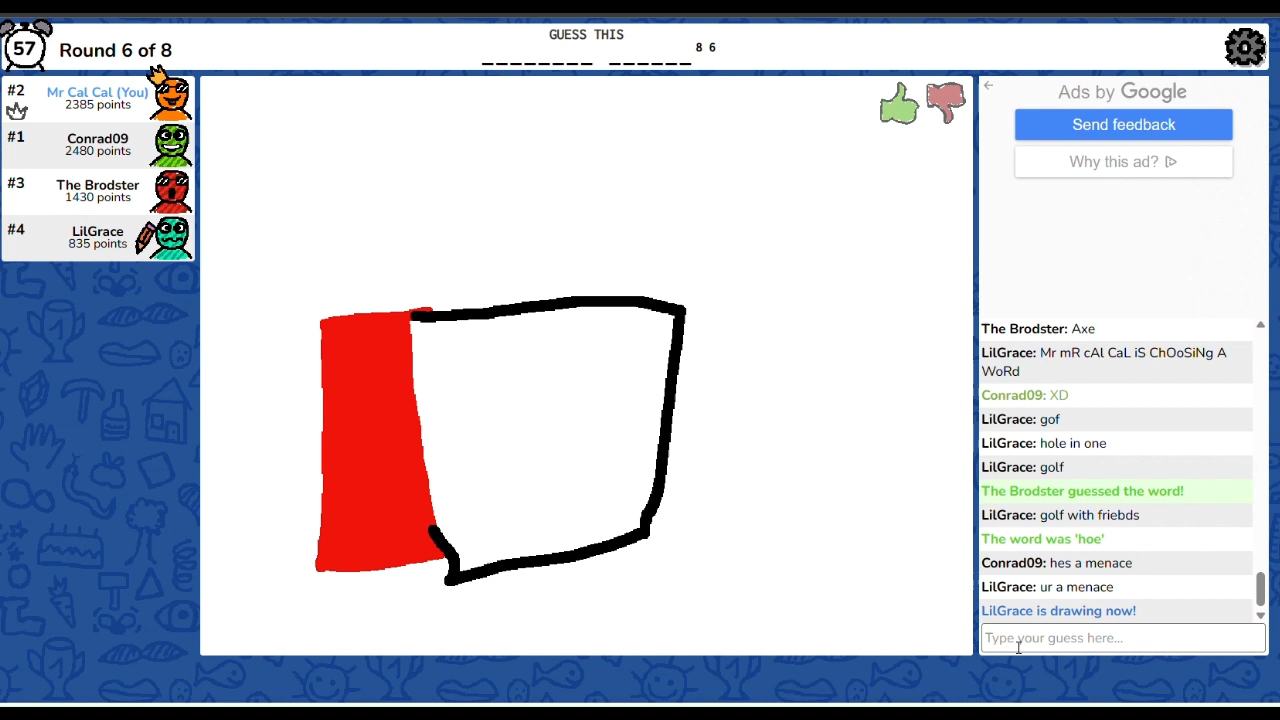 57
Round 6 of 8
GUESS THIS
________ ______ 8 6
#2
Mr Cal Cal (You)
2385 points
#1
Conrad09
2480 points
#3
The Brodster
1430 points
#4
LilGrace
835 points
Ads by Google
Send feedback
Why this ad?
The Brodster: Axe
LilGrace: Mr mR cAl CaL iS ChOoSiNg A
WoRd
Conrad09: XD
LilGrace: gof
LilGrace: hole in one
LilGrace: golf
The Brodster guessed the word!
LilGrace: golf with friebds
The word was 'hoe'
Conrad09: hes a menace
LilGrace: ur a menace
LilGrace is drawing now!
Type your guess here...